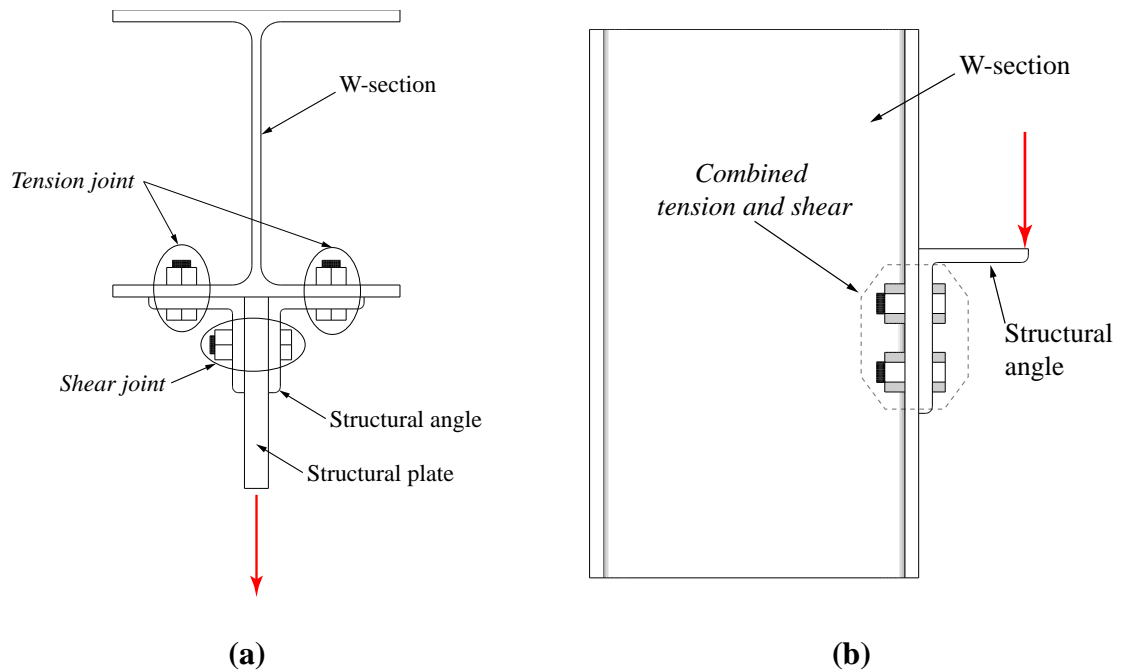 W-section
Tension joint
Shear joint
Structural angle
Structural plate
(a)
W-section
Combined
tension and shear
Structural
angle
(b)